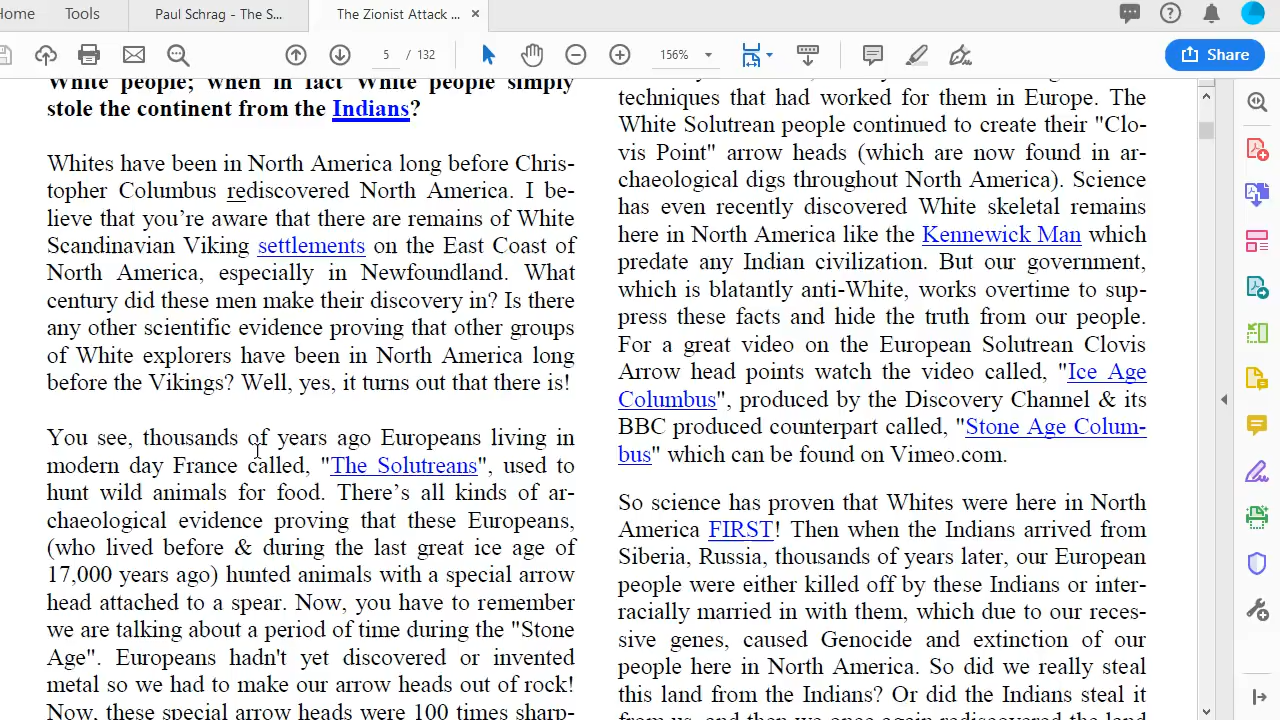 Home
Tools
Paul Schrag - The S...
The Zionist Attack ...
5 / 132
156%
Share
White people; when in fact White people simply
stole the continent from the Indians?
Whites have been in North America long before Chris-
topher Columbus rediscovered North America. I be-
lieve that you're aware that there are remains of White
Scandinavian Viking settlements on the East Coast of
North America, especially in Newfoundland. What
century did these men make their discovery in? Is there
any other scientific evidence proving that other groups
of White explorers have been in North America long
before the Vikings? Well, yes, it turns out that there is!
You see, thousands of years ago Europeans living in
modern day France called, "The Solutreans", used to
hunt wild animals for food. There's all kinds of ar-
chaeological evidence proving that these Europeans,
(who lived before & during the last great ice age of
17,000 years ago) hunted animals with a special arrow
head attached to a spear. Now, you have to remember
we are talking about a period of time during the "Stone
Age". Europeans hadn't yet discovered or invented
metal so we had to make our arrow heads out of rock!
Now, these special arrow heads were 100 times sharp-
techniques that had worked for them in Europe. The
White Solutrean people continued to create their "Clo-
vis Point" arrow heads (which are now found in ar-
chaeological digs throughout North America). Science
has even recently discovered White skeletal remains
here in North America like the Kennewick Man which
predate any Indian civilization. But our government,
which is blatantly anti-White, works overtime to sup-
press these facts and hide the truth from our people.
For a great video on the European Solutrean Clovis
Arrow head points watch the video called, "Ice Age
Columbus", produced by the Discovery Channel & its
BBC produced counterpart called, "Stone Age Colum-
bus" which can be found on Vimeo.com.
So science has proven that Whites were here in North
America FIRST! Then when the Indians arrived from
Siberia, Russia, thousands of years later, our European
people were either killed off by these Indians or inter-
racially married in with them, which due to our reces-
sive genes, caused Genocide and extinction of our
people here in North America. So did we really steal
this land from the Indians? Or did the Indians steal it
from us, and then we once again rediscovered the land